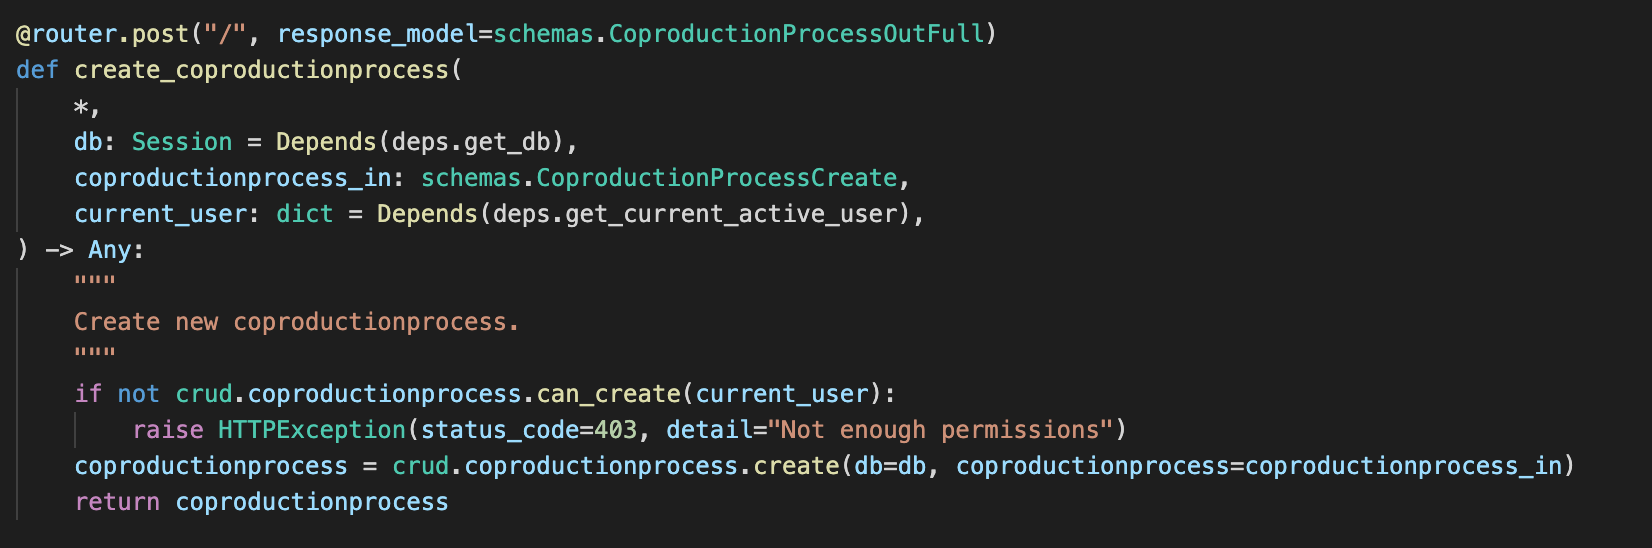 @router.post("/", response_model=schemas.CoproductionProcessOutFull)
def create_coproductionprocess(
    *,
    db: Session = Depends(deps.get_db),
    coproductionprocess_in: schemas.CoproductionProcessCreate,
    current_user: dict = Depends(deps.get_current_active_user),
) -> Any:
    """
    Create new coproductionprocess.
    """
    if not crud.coproductionprocess.can_create(current_user):
        raise HTTPException(status_code=403, detail="Not enough permissions")
    coproductionprocess = crud.coproductionprocess.create(db=db, coproductionprocess=coproductionprocess_in)
    return coproductionprocess